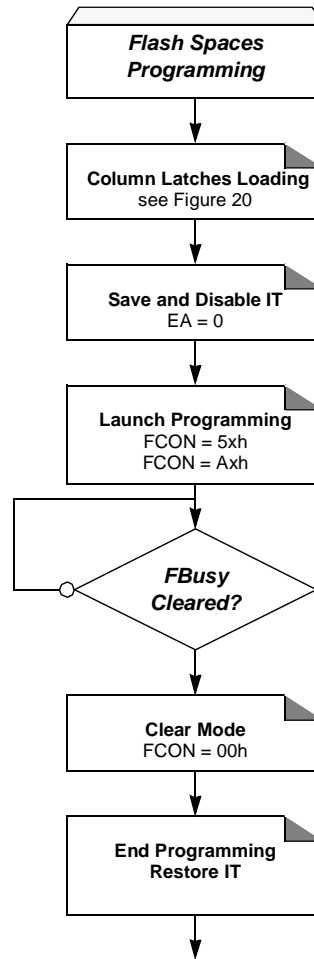 Flash Spaces
Programming
Column Latches Loading
see Figure 20
Save and Disable IT
EA = 0
Launch Programming
FCON = 5xh
FCON = Axh
FBusy
Cleared?
Clear Mode
FCON = 00h
End Programming
Restore IT